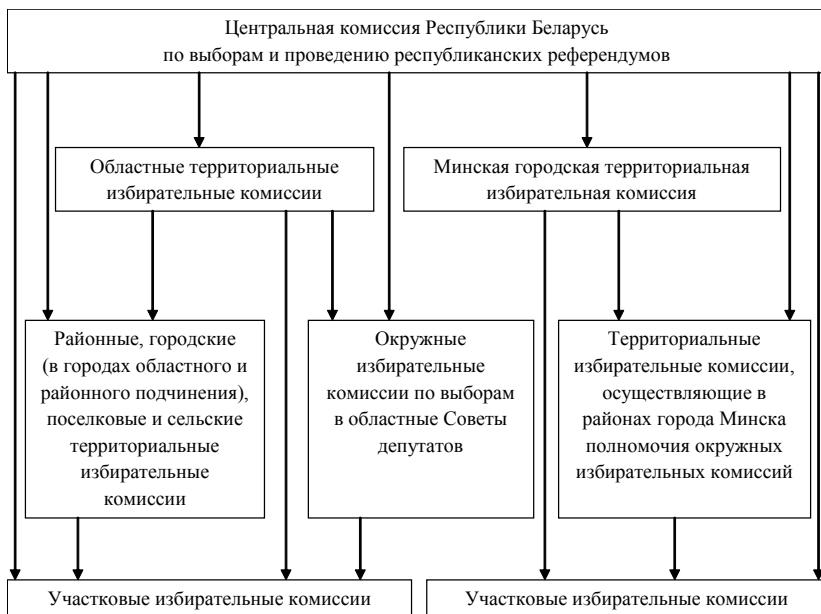 Центральная комиссия Республики Беларусь
по выборам и проведению республиканских референдумов
Областные территориальные
избирательные комиссии
Минская городская территориальная
избирательная комиссия
Районные, городские
(в городах областного и
районного подчинения),
поселковые и сельские
территориальные
избирательные
комиссии
Окружные
избирательные
комиссии по выборам
в областные Советы
депутатов
Территориальные
избирательные комиссии,
осуществляющие в
районах города Минска
полномочия окружных
избирательных комиссий
Участковые избирательные комиссии
Участковые избирательные комиссии